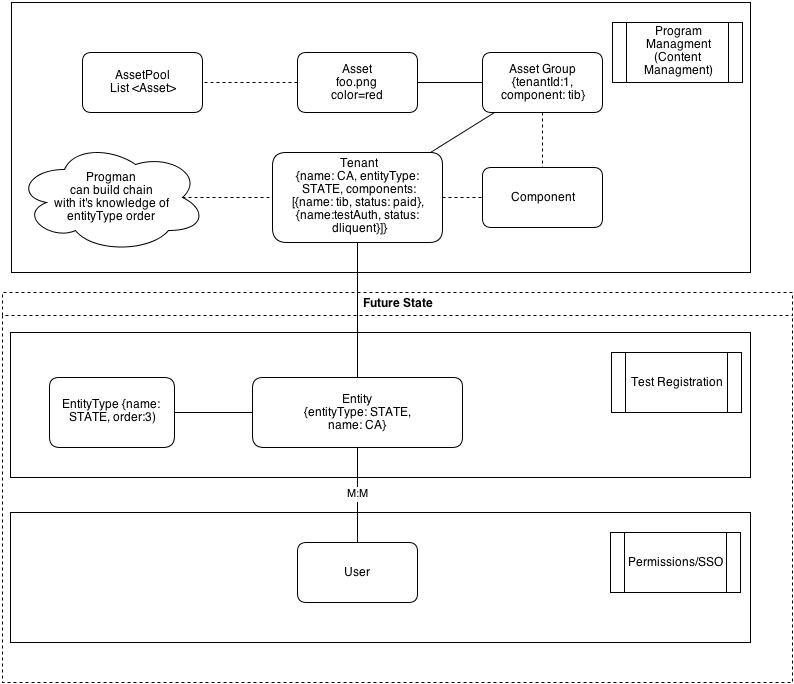 Program
Managment
(Content
Managment)
AssetPool
List <Asset>
Asset
foo.png
color=red
Asset Group
{tenantId:1,
component: tib}
Progman
can build chain
with it's knowledge of
entityType order
Tenant
{name: CA, entityType:
STATE, components:
[{name: tib, status: paid},
{name:testAuth, status:
dliquent}]}
Component
Future State
EntityType {name:
STATE, order:3)
Entity
{entityType: STATE,
name: CA}
Test Registration
M:M
User
Permissions/SSO